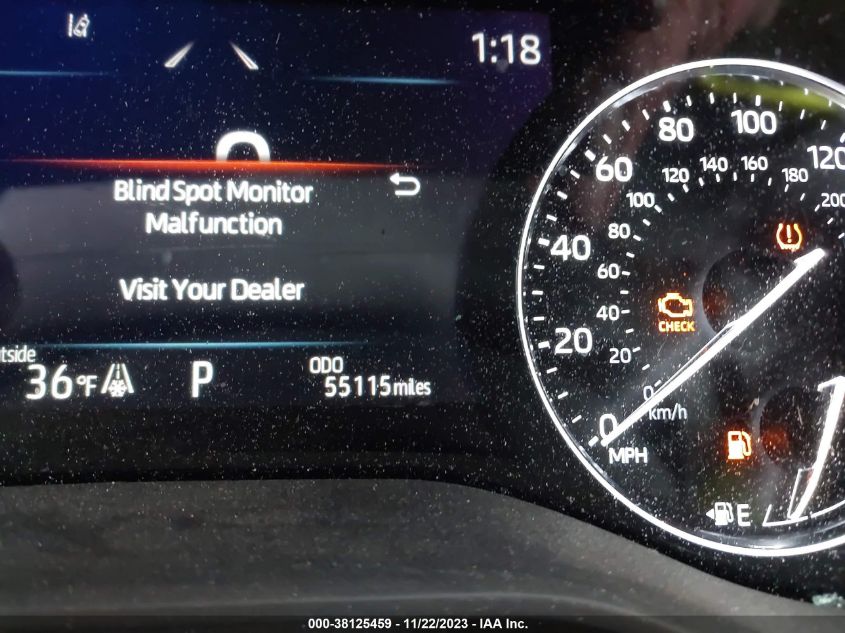 1:18
Blind Spot Monitor
Malfunction
Visit Your Dealer
tside
36°F
P
ODO
55115 miles
0
20
40
60
80
100
120
0
20
40
60
80
100
120
140
160
180
200
km/h
MPH
CHECK
E
000-38125459 - 11/22/2023 - IAA Inc.